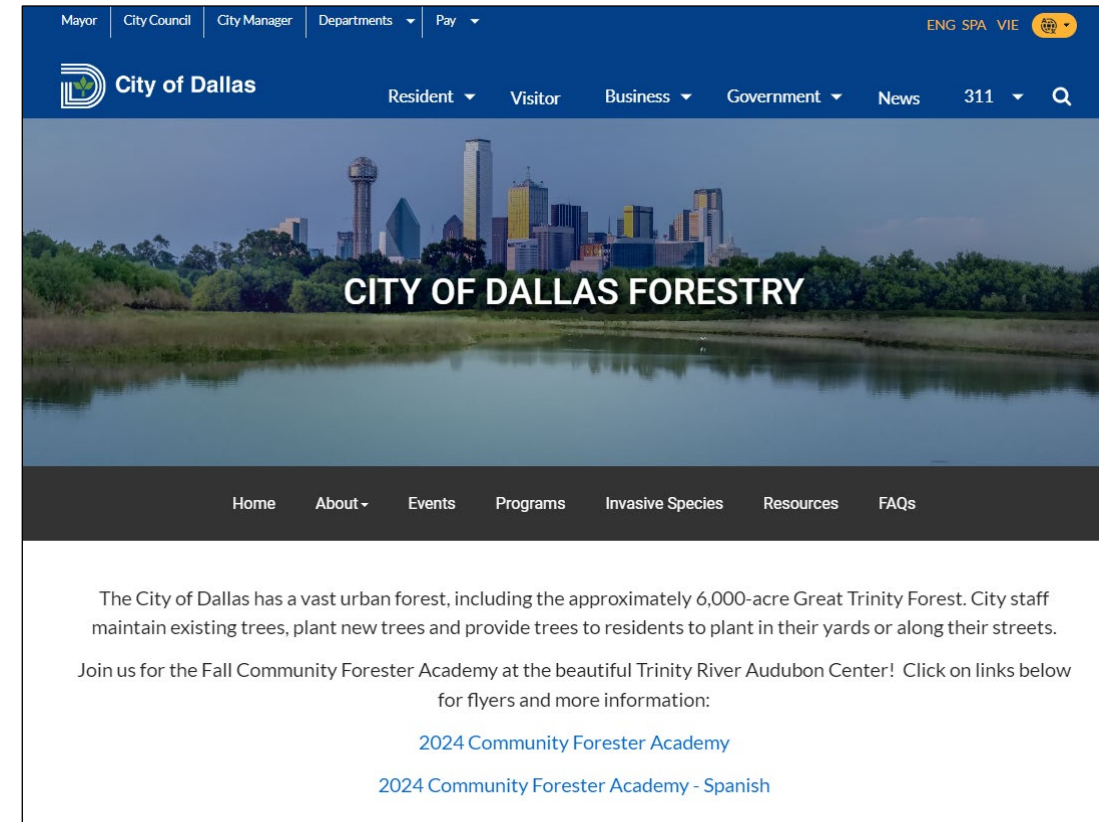 Mayor City Council City Manager Departments Pay ENG SPA VIE
City of Dallas Resident Visitor Business Government News 311
CITY OF DALLAS FORESTRY
Home About Events Programs Invasive Species Resources FAQs
The City of Dallas has a vast urban forest, including the approximately 6,000-acre Great Trinity Forest. City staff
maintain existing trees, plant new trees and provide trees to residents to plant in their yards or along their streets.
Join us for the Fall Community Forester Academy at the beautiful Trinity River Audubon Center! Click on links below
for flyers and more information:
2024 Community Forester Academy
2024 Community Forester Academy - Spanish